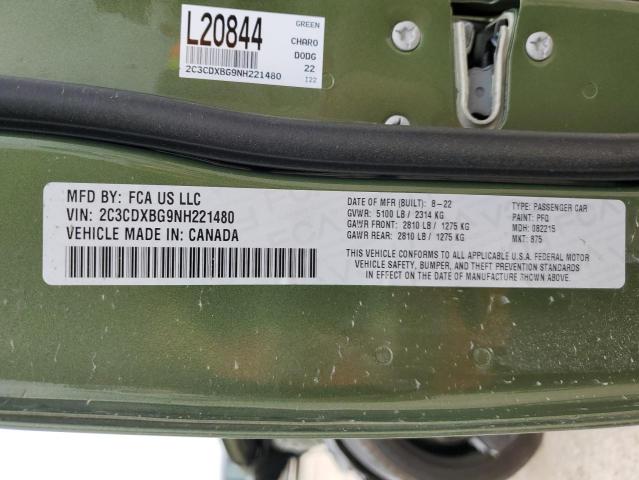 L20844
GREEN
CHARO
DODG
22
2C3CDXBG9NH221480
I22
MFD BY: FCA US LLC
VIN: 2C3CDXBG9NH221480
VEHICLE MADE IN: CANADA
DATE OF MFR (BUILT): 8-22
GVWR: 5100 LB / 2314 KG
GAWR FRONT: 2810 LB / 1275 KG
GAWR REAR: 2810 LB / 1275 KG
TYPE: PASSENGER CAR
PAINT: PFQ
MDH: 082215
MKT: 875
THIS VEHICLE CONFORMS TO ALL APPLICABLE U.S.A. FEDERAL MOTOR
VEHICLE SAFETY, BUMPER, AND THEFT PREVENTION STANDARDS
IN EFFECT ON THE DATE OF MANUFACTURE SHOWN ABOVE.